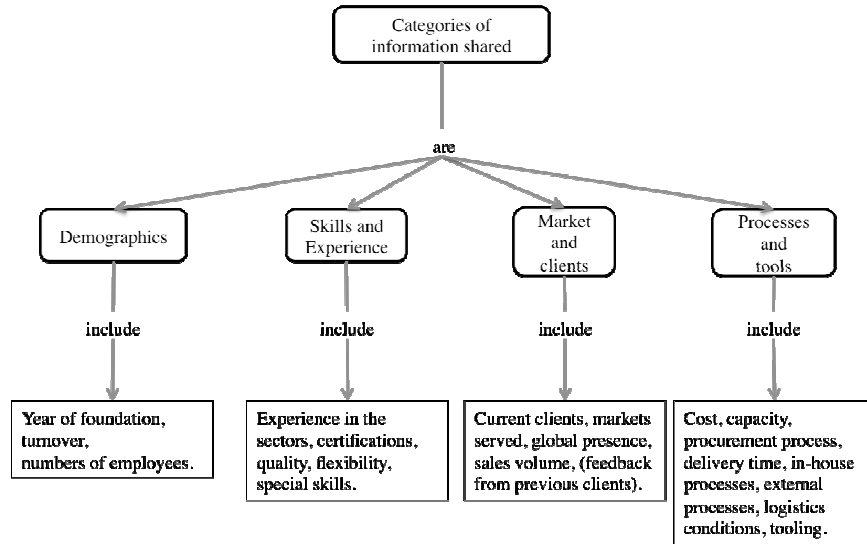 Categories of
information shared
are
Demographics
Skills and
Experience
Market
and
clients
Processes
and
tools
include
include
include
include
Year of foundation,
turnover,
numbers of employees.
Experience in the
sectors, certifications,
quality, flexibility,
special skills.
Current clients, markets
served, global presence,
sales volume, (feedback
from previous clients).
Cost, capacity,
procurement process,
delivery time, in-house
processes, external
processes, logistics
conditions, tooling.